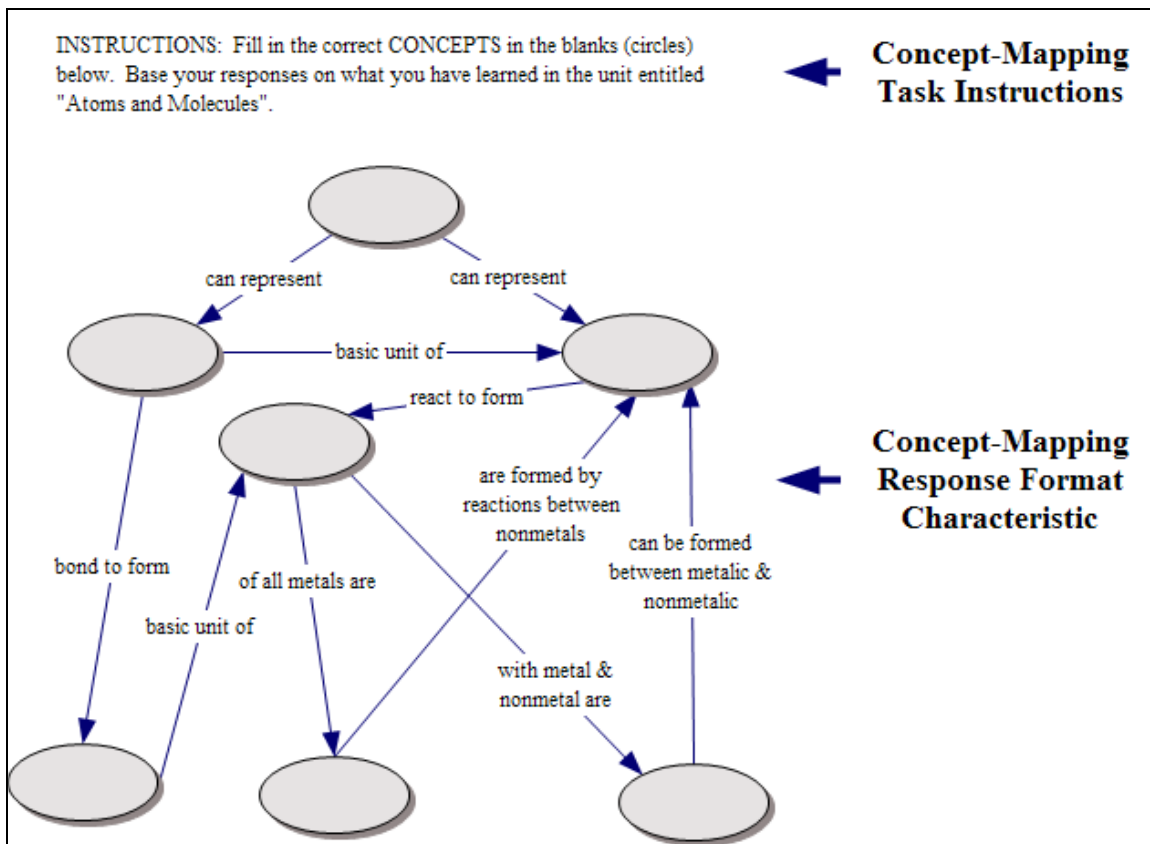 INSTRUCTIONS:  Fill in the correct CONCEPTS in the blanks (circles)
below.  Base your responses on what you have learned in the unit entitled
"Atoms and Molecules".
Concept-Mapping
Task Instructions
can represent
can represent
basic unit of
react to form
are formed by
reactions between
nonmetals
Concept-Mapping
Response Format
Characteristic
can be formed
between metalic &
nonmetalic
bond to form
of all metals are
basic unit of
with metal &
nonmetal are